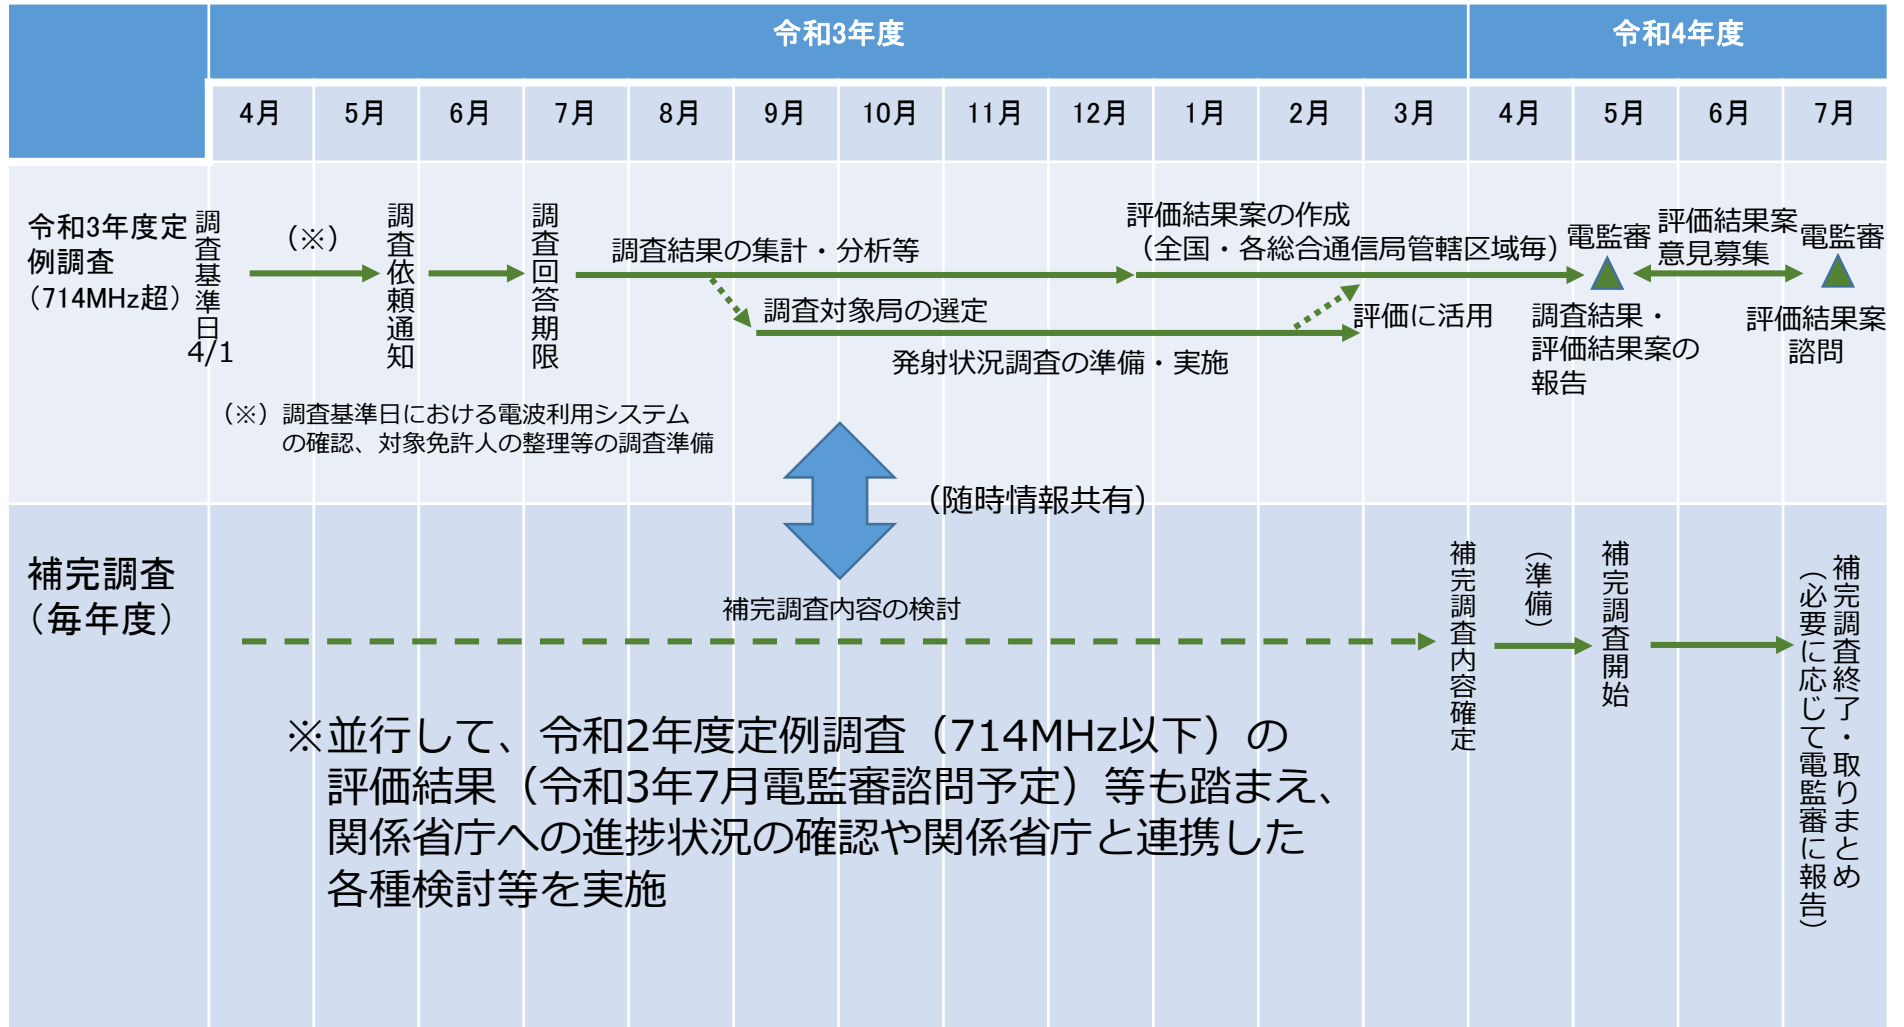 令和3年度
令和4年度
4月
5月
6月
7月
8月
9月
10月
11月
12月
1月
2月
3月
4月
5月
6月
7月
令和3年度定
例調査
（714MHz超）
調査基準日
4/1
（※）
調査依頼通知
調査回答期限
調査結果の集計・分析等
調査対象局の選定
発射状況調査の準備・実施
評価結果案の作成
（全国・各総合通信局管轄区域毎）
評価に活用
電監審
調査結果・
評価結果案の
報告
評価結果案
意見募集
電監審
評価結果案
諮問
（※）調査基準日における電波利用システム
の確認、対象免許人の整理等の調査準備
（随時情報共有）
補完調査
（毎年度）
補完調査内容の検討
補完調査内容確定
（準備）
補完調査開始
補完調査終了・取りまとめ
（必要に応じて電監審に報告）
※並行して、令和2年度定例調査（714MHz以下）の
評価結果（令和3年7月電監審諮問予定）等も踏まえ、
関係省庁への進捗状況の確認や関係省庁と連携した
各種検討等を実施